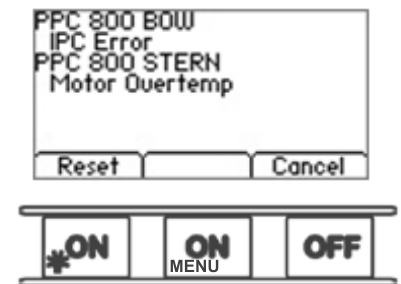 PPC 800 BOW
IPC Error
PPC 800 STERN
Motor Overtemp
Reset Cancel
*ON ON OFF
MENU